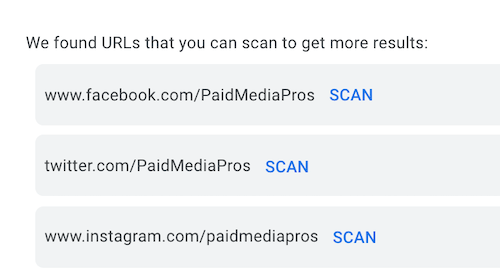 We found URLs that you can scan to get more results:
www.facebook.com/PaidMediaPros SCAN
twitter.com/PaidMediaPros SCAN
www.instagram.com/paidmediapros SCAN